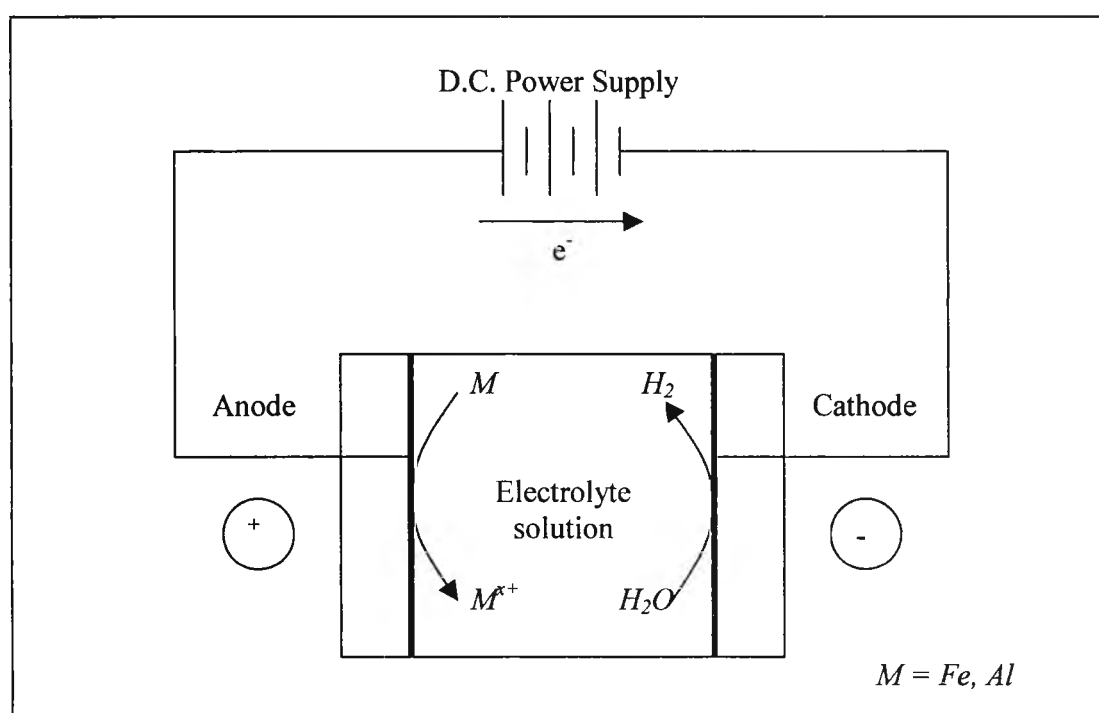 D.C. Power Supply
e⁻
M
H₂
Anode
Cathode
Electrolyte
solution
+
-
Mˣ⁺
H₂O
M = Fe, Al